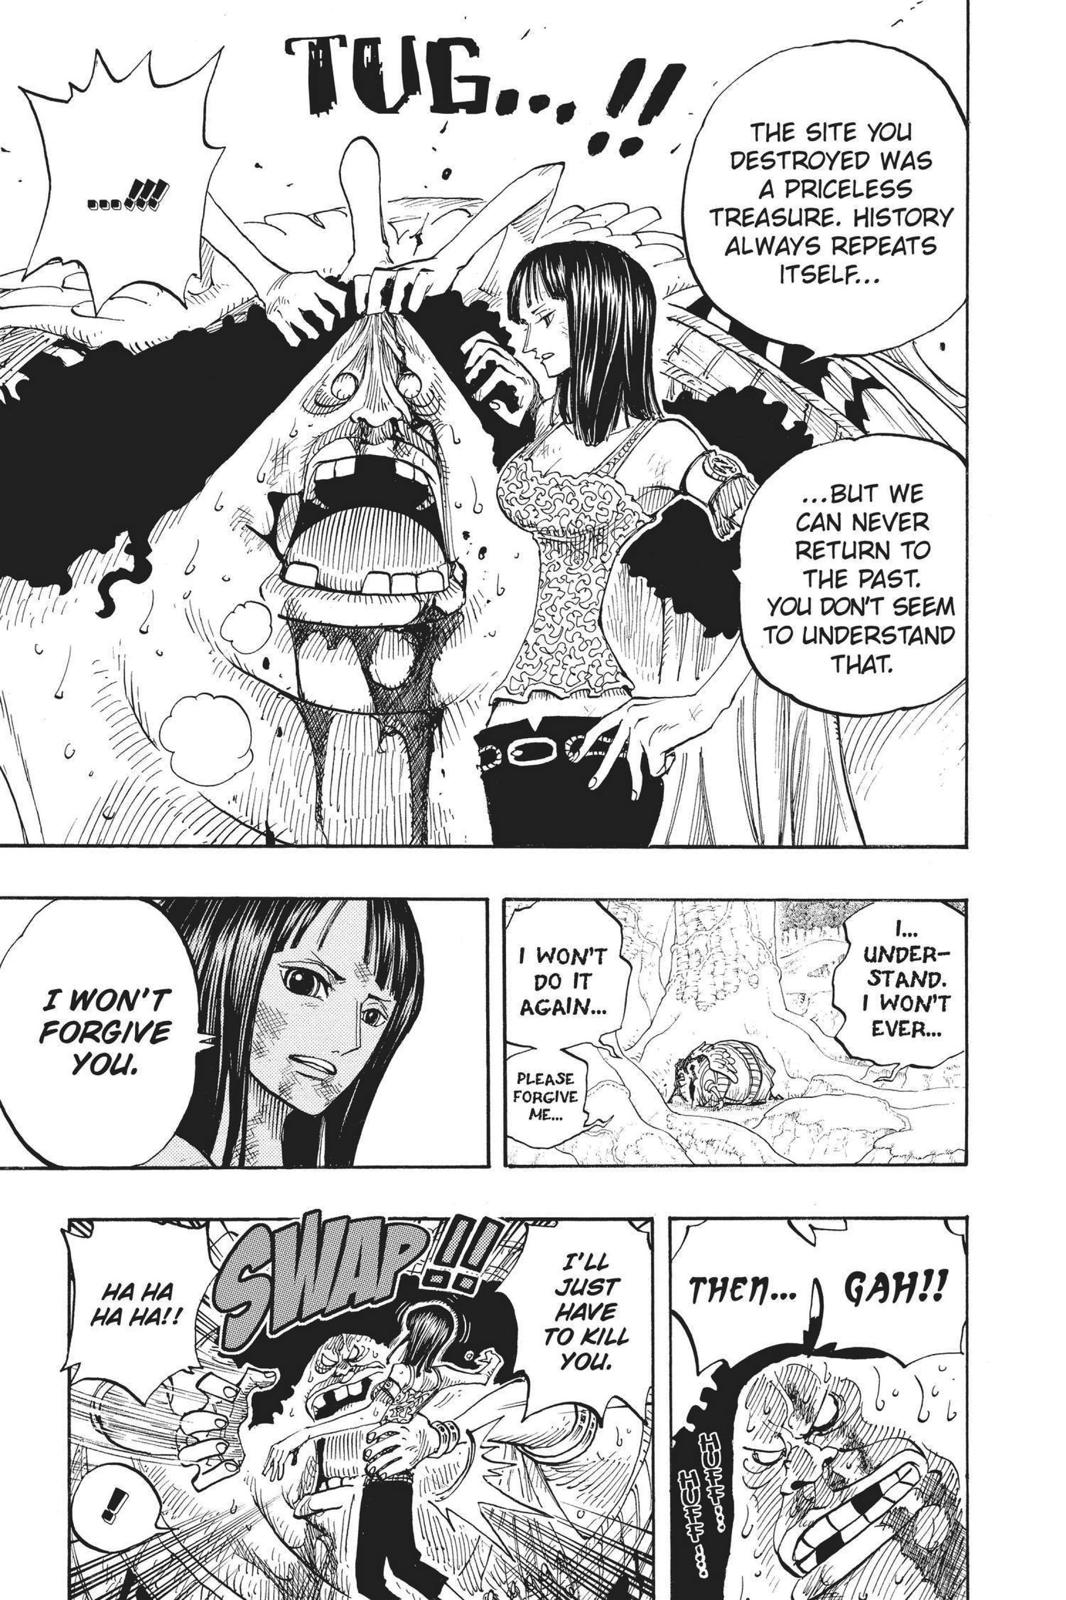 TUG...!!
THE SITE YOU
DESTROYED WAS
A PRICELESS
TREASURE. HISTORY
ALWAYS REPEATS
ITSELF...
...!!!
...BUT WE
CAN NEVER
RETURN TO
THE PAST.
YOU DON'T SEEM
TO UNDERSTAND
THAT.
I...
UNDER-
STAND.
I WON'T
EVER...
I WON'T
DO IT
AGAIN...
PLEASE
FORGIVE
ME...
I WON'T
FORGIVE
YOU.
GAH!!
THEN...
HUFF...
HUFF...
I'LL
JUST
HAVE
TO KILL
YOU.
SWAP!!
HA HA
HA HA!!
!